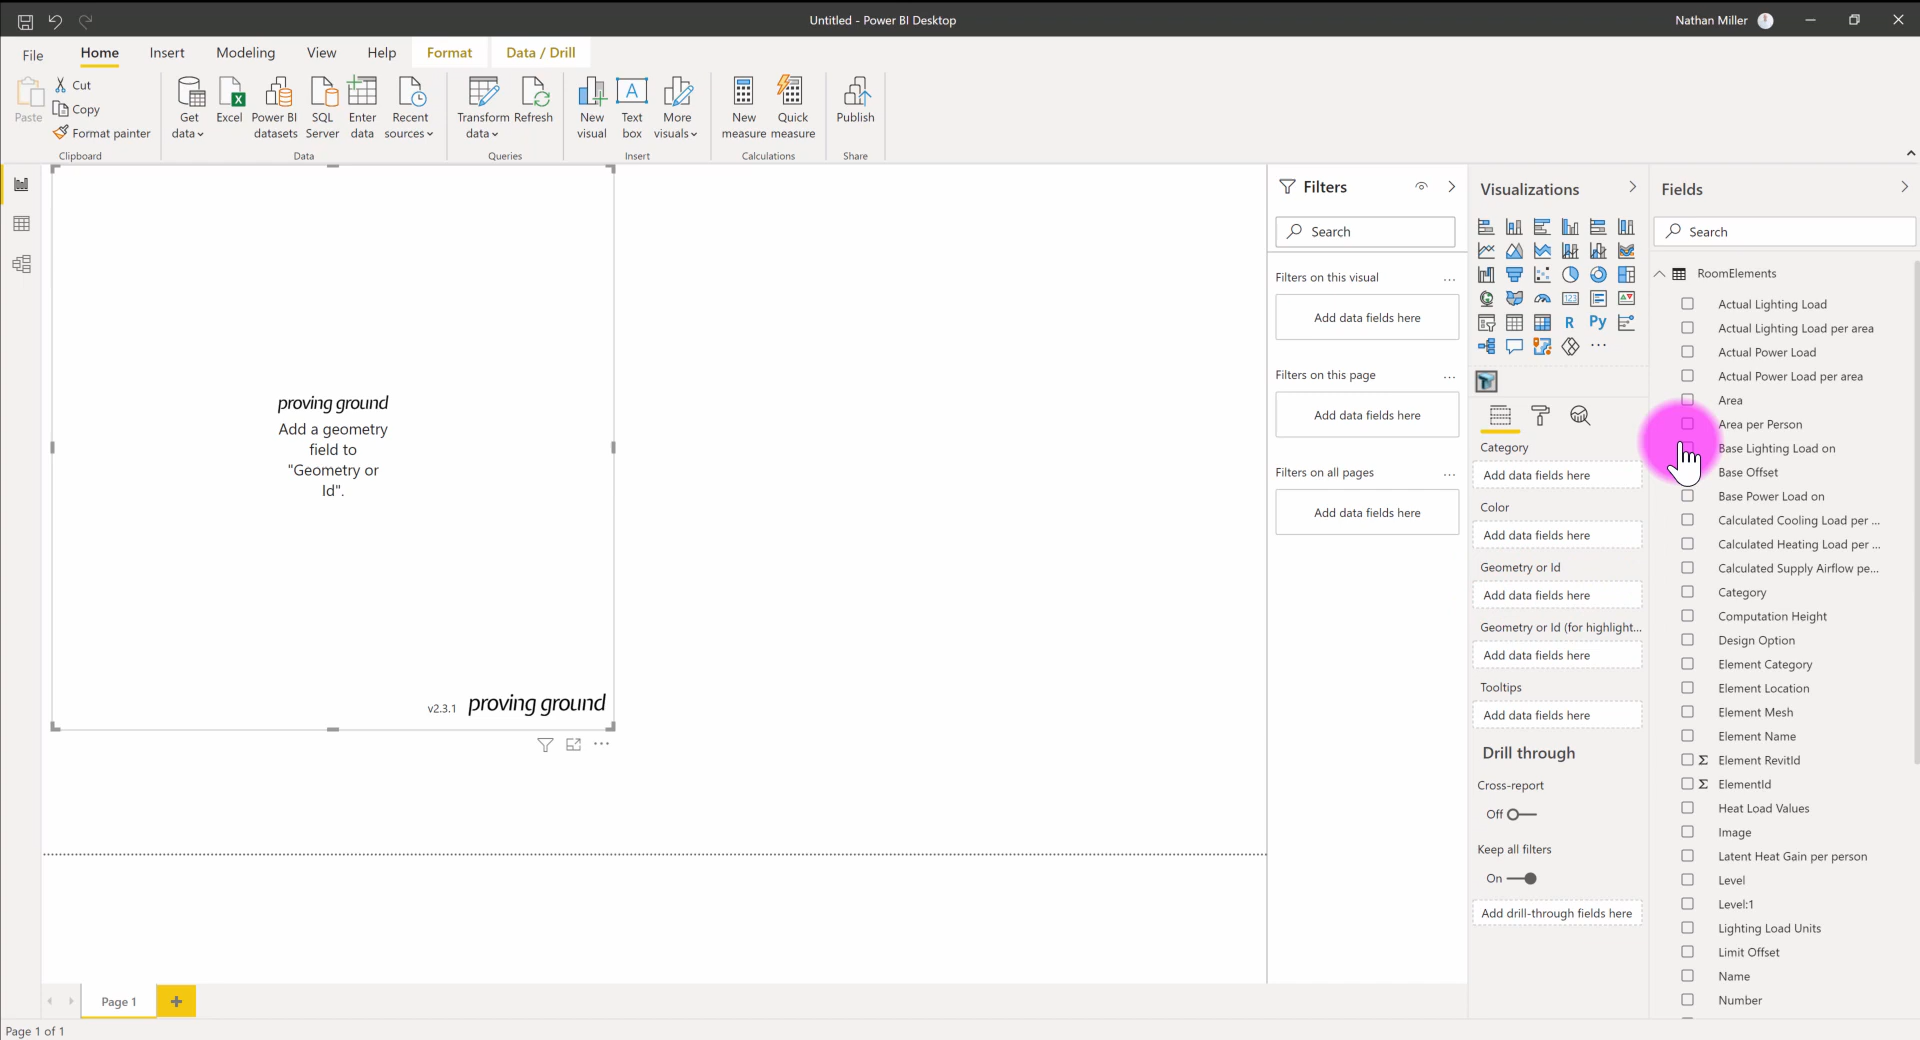 Untitled - Power BI Desktop
Nathan Miller
File
Home
Insert
Modeling
View
Help
Format
Data / Drill
Paste
Cut
Copy
Format painter
Clipboard
Get
data
Excel
Power BI
datasets
SQL
Server
Enter
data
Recent
sources
Data
Transform
data
Refresh
Queries
New
visual
Text
box
More
visuals
Insert
New
measure
Quick
measure
Calculations
Publish
Share
proving ground
Add a geometry
field to
"Geometry or
Id".
v2.3.1 proving ground
Filters
Search
Filters on this visual
...
Add data fields here
Filters on this page
...
Add data fields here
Filters on all pages
...
Add data fields here
Visualizations
123
R
Py
...
Category
Add data fields here
Color
Add data fields here
Geometry or Id
Add data fields here
Geometry or Id (for highlight...
Add data fields here
Tooltips
Add data fields here
Drill through
Cross-report
Off
Keep all filters
On
Add drill-through fields here
Fields
Search
RoomElements
Actual Lighting Load
Actual Lighting Load per area
Actual Power Load
Actual Power Load per area
Area
Area per Person
Base Lighting Load on
Base Offset
Base Power Load on
Calculated Cooling Load per ...
Calculated Heating Load per ...
Calculated Supply Airflow pe...
Category
Computation Height
Design Option
Element Category
Element Location
Element Mesh
Element Name
Σ Element RevitId
Σ ElementId
Heat Load Values
Image
Latent Heat Gain per person
Level
Level:1
Lighting Load Units
Limit Offset
Name
Number
Page 1
+
Page 1 of 1